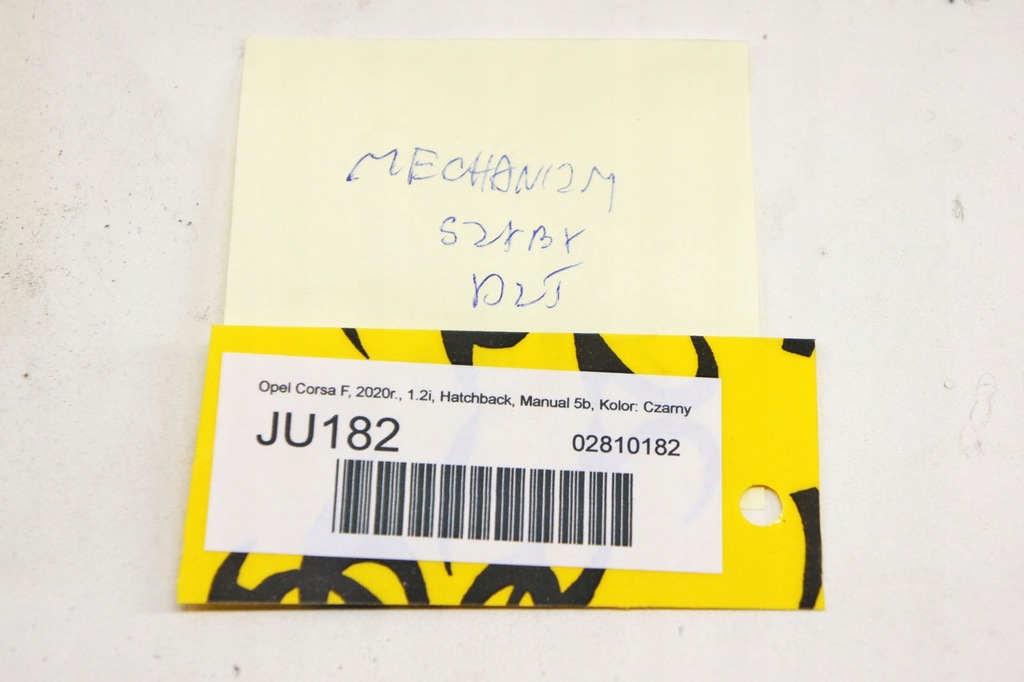 MECHANIZM
SZYBY
Opel Corsa F, 2020r., 1.2i, Hatchback, Manual 5b, Kolor: Czarny
JU182
02810182